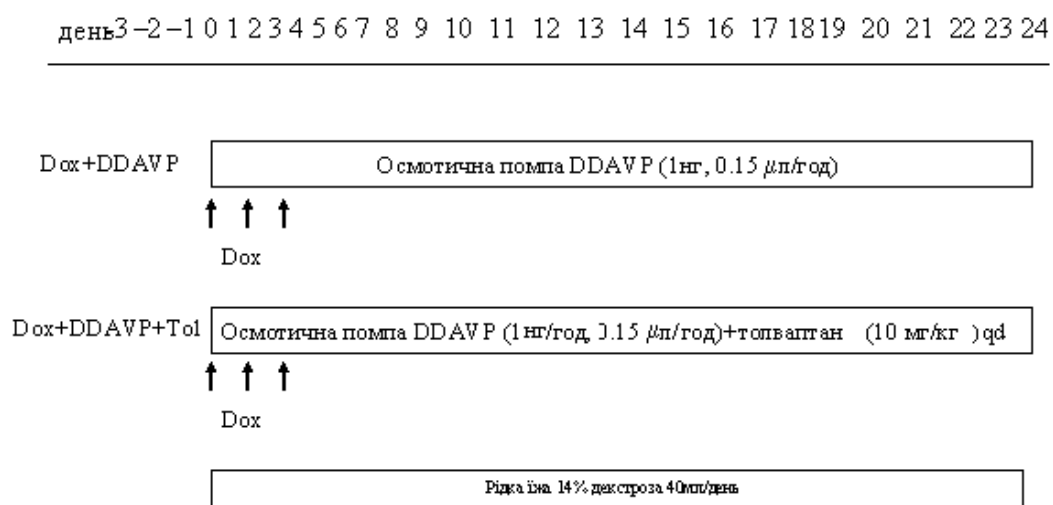 день-3 -2 -1 0 1 2 3 4 5 6 7 8 9 10 11 12 13 14 15 16 17 18 19 20 21 22 23 24
Dox+DDAVP
Осмотична помпа DDAVP (1нг, 0.15 μл/год)
Dox
Dox+DDAVP+Tol
Осмотична помпа DDAVP (1нг/год, 0.15 μл/год)+толваптан (10 мг/кг )qd
Dox
Рідка їжа 14% декстроза 40мл/день